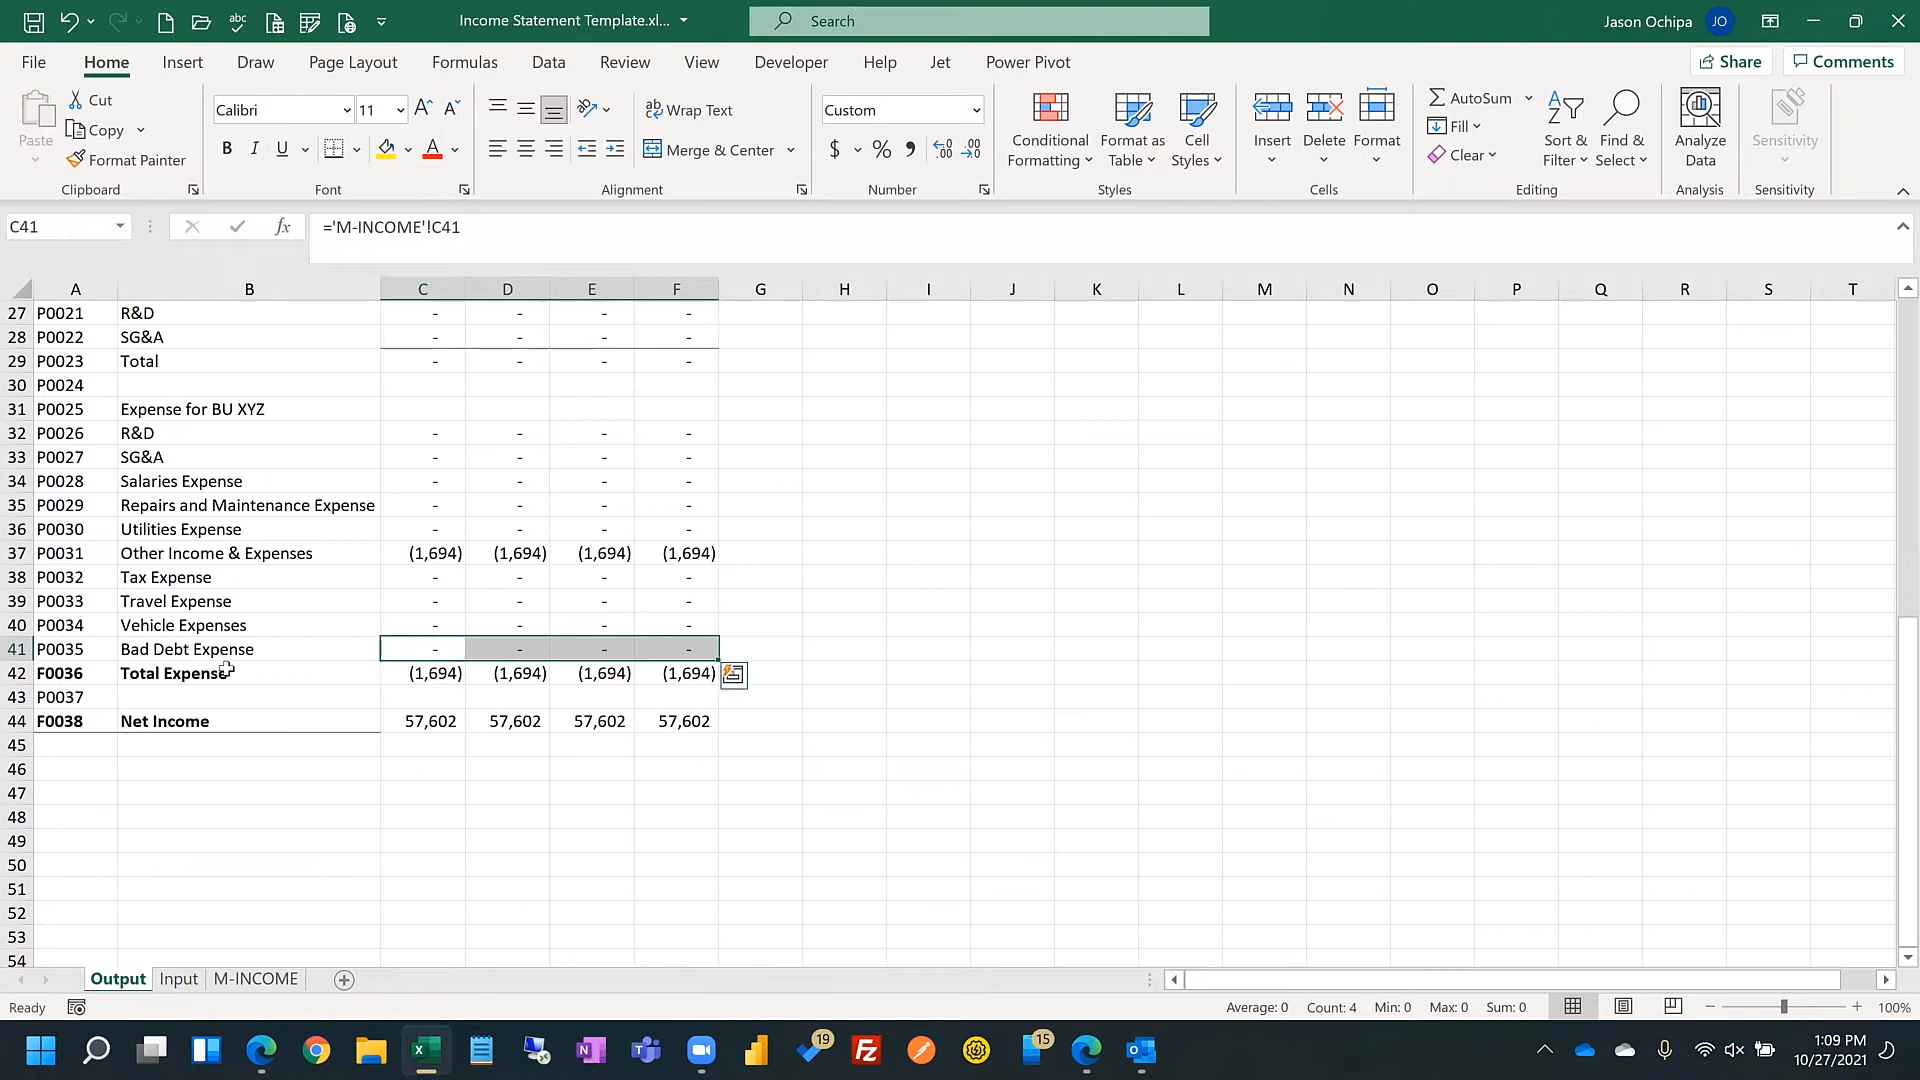 Income Statement Template.xl...
Search
Jason Ochipa
JO
File Home Insert Draw Page Layout Formulas Data Review View Developer Help Jet Power Pivot
Share
Comments
Paste
Cut
Copy
Format Painter
Clipboard
Calibri
11
B I U
A
Font
ab
Wrap Text
Merge & Center
Alignment
Custom
$ %
Number
Conditional Formatting
Format as Table
Cell Styles
Styles
Insert
Delete
Format
Cells
AutoSum
Fill
Clear
Sort & Filter
Find & Select
Editing
Analyze Data
Analysis
Sensitivity
Sensitivity
C41
fx
='M-INCOME'!C41
A B C D E F G H I J K L M N O P Q R S T
27 P0021 R&D - - - -
28 P0022 SG&A - - - -
29 P0023 Total - - - -
30 P0024
31 P0025 Expense for BU XYZ
32 P0026 R&D - - - -
33 P0027 SG&A - - - -
34 P0028 Salaries Expense - - - -
35 P0029 Repairs and Maintenance Expense - - - -
36 P0030 Utilities Expense - - - -
37 P0031 Other Income & Expenses (1,694) (1,694) (1,694) (1,694)
38 P0032 Tax Expense - - - -
39 P0033 Travel Expense - - - -
40 P0034 Vehicle Expenses - - - -
41 P0035 Bad Debt Expense - - - -
42 F0036 Total Expense (1,694) (1,694) (1,694) (1,694)
43 P0037
44 F0038 Net Income 57,602 57,602 57,602 57,602
45
46
47
48
49
50
51
52
53
54
Output Input M-INCOME
Ready
Average: 0 Count: 4 Min: 0 Max: 0 Sum: 0
100%
19
15
1:09 PM
10/27/2021